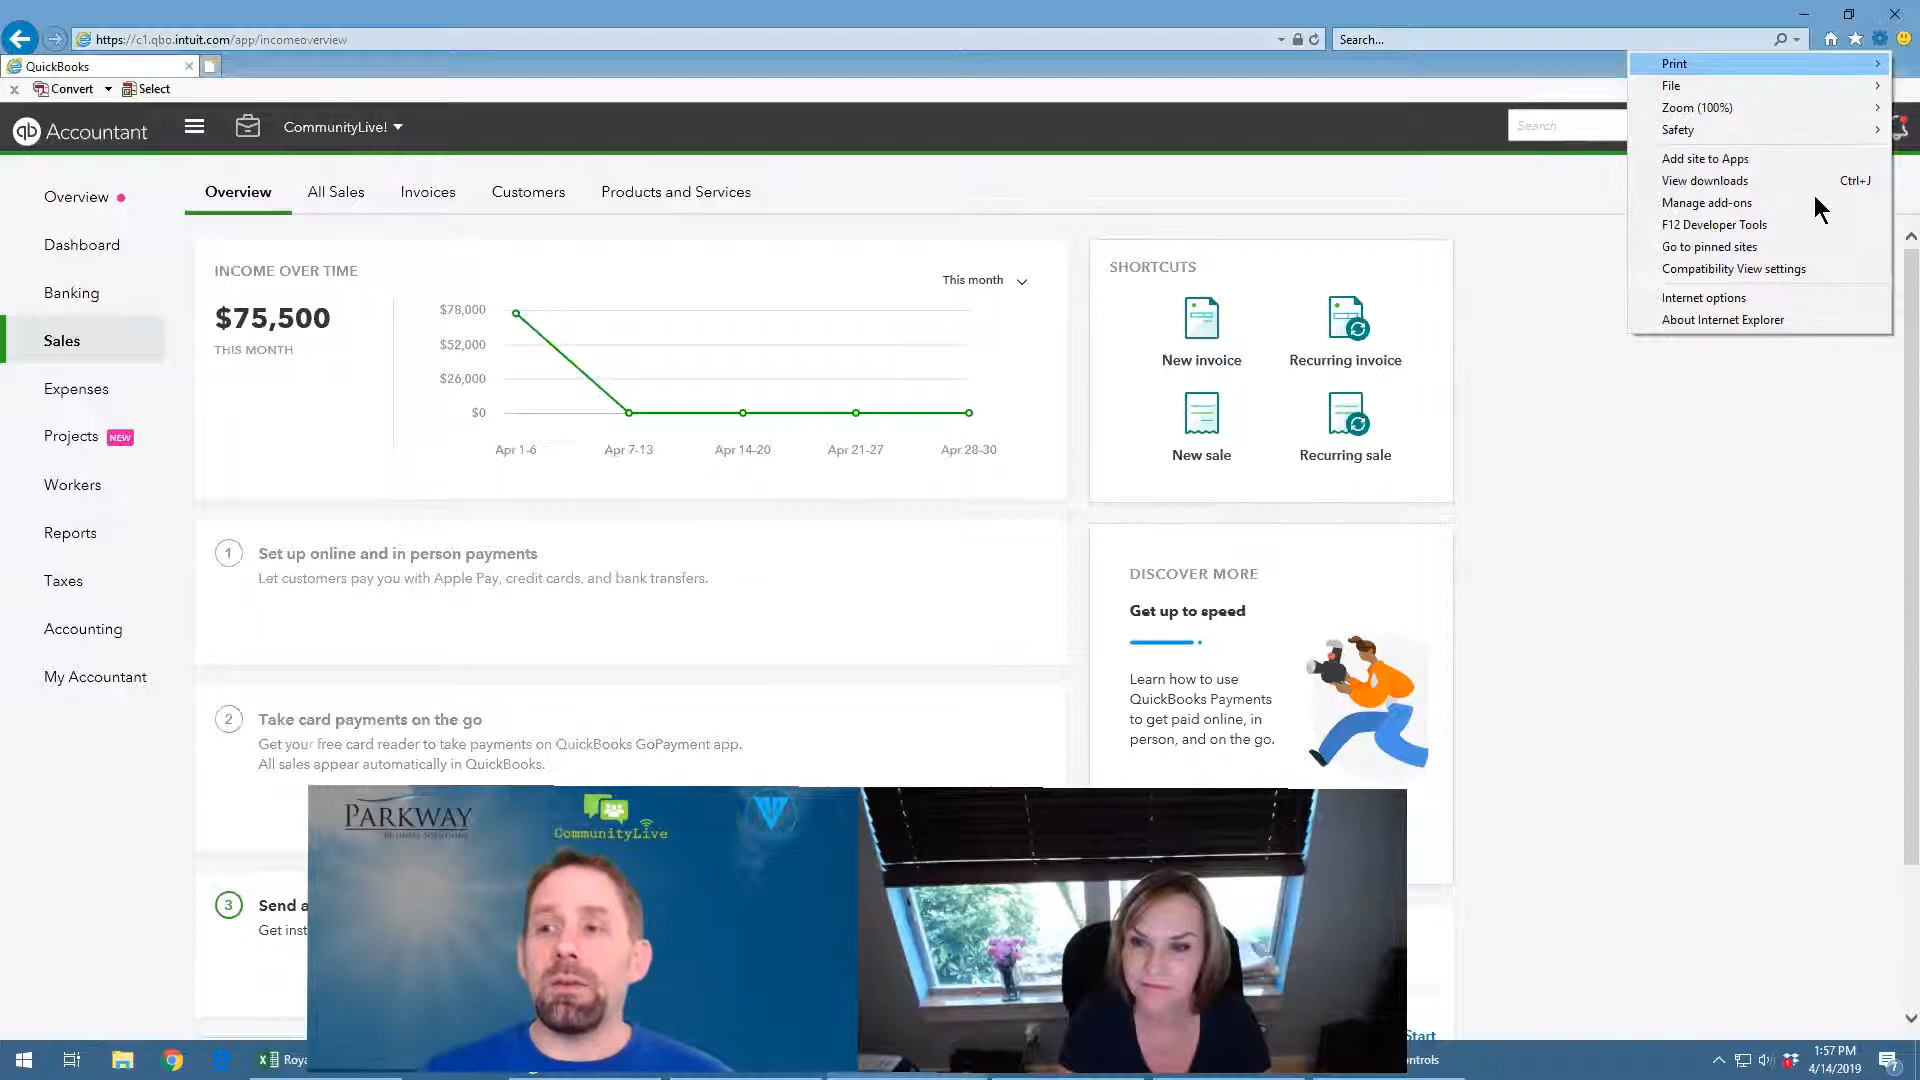 https://c1.qbo.intuit.com/app/incomeoverview
Search...
QuickBooks
Convert
Select
Print
File
Zoom (100%)
Safety
Add site to Apps
View downloads Ctrl+J
Manage add-ons
F12 Developer Tools
Go to pinned sites
Compatibility View settings
Internet options
About Internet Explorer
qb Accountant
CommunityLive!
Search
Overview
Dashboard
Banking
Sales
Expenses
Projects NEW
Workers
Reports
Taxes
Accounting
My Accountant
Overview All Sales Invoices Customers Products and Services
INCOME OVER TIME
$75,500
THIS MONTH
This month
$78,000
$52,000
$26,000
$0
Apr 1-6 Apr 7-13 Apr 14-20 Apr 21-27 Apr 28-30
SHORTCUTS
New invoice
Recurring invoice
New sale
Recurring sale
1 Set up online and in person payments
Let customers pay you with Apple Pay, credit cards, and bank transfers.
2 Take card payments on the go
Get your free card reader to take payments on QuickBooks GoPayment app.
All sales appear automatically in QuickBooks.
3 Send a
Get inst
DISCOVER MORE
Get up to speed
Learn how to use
QuickBooks Payments
to get paid online, in
person, and on the go.
PARKWAY
BUSINESS SOLUTIONS
CommunityLive
Start
Roya
ntrols
1:57 PM
4/14/2019
7